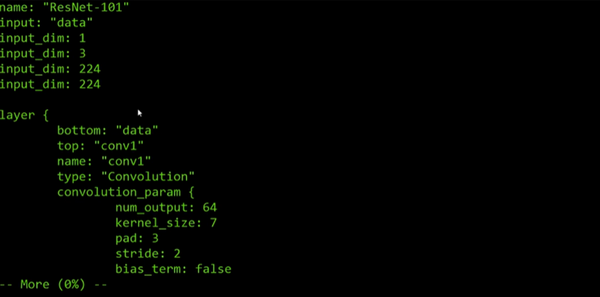 name: "ResNet-101"
input: "data"
input_dim: 1
input_dim: 3
input_dim: 224
input_dim: 224
layer {
bottom: "data"
top: "conv1"
name: "conv1"
type: "Convolution"
convolution_param {
num_output: 64
kernel_size: 7
pad: 3
stride: 2
bias_term: false
-- More (0%) --